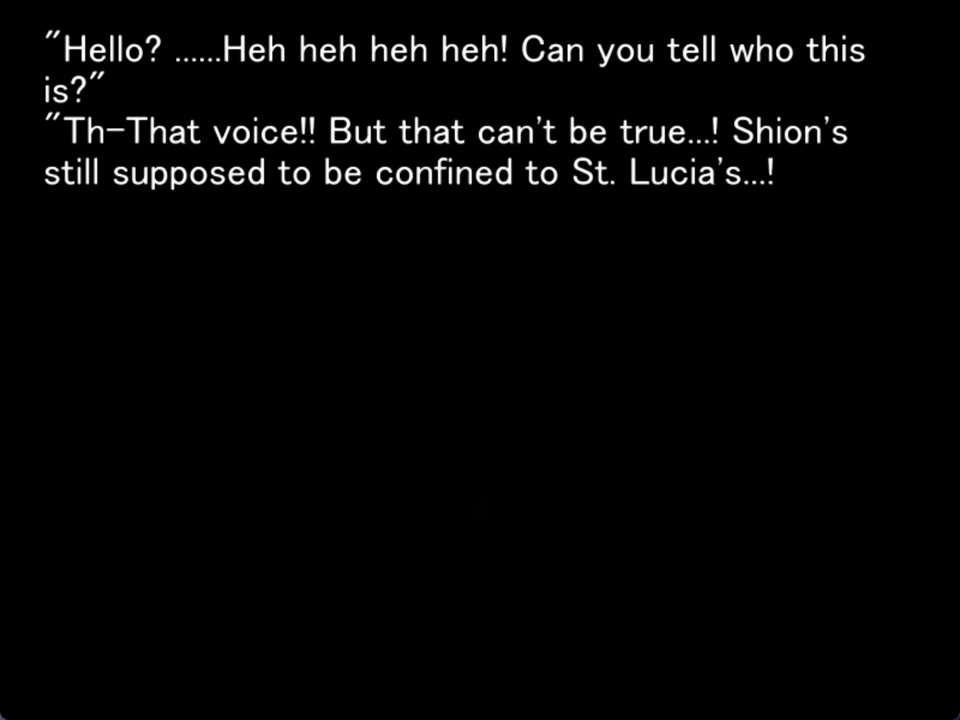 "Hello? ......Heh heh heh heh! Can you tell who this
is?"
"Th-That voice!! But that can't be true...! Shion's
still supposed to be confined to St. Lucia's...!